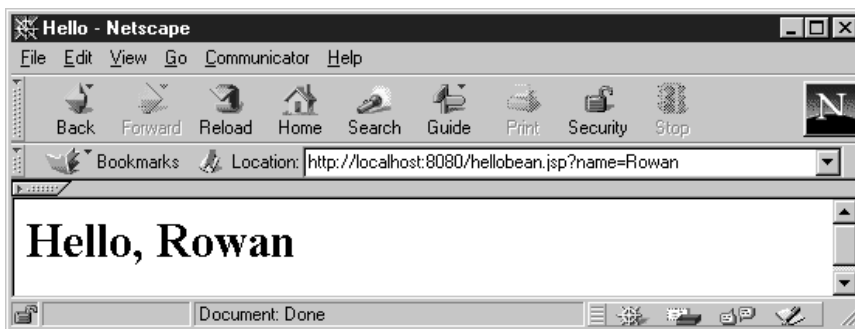 Hello - Netscape
File Edit View Go Communicator Help
Back Forward Reload Home Search Guide Print Security Stop
N
Bookmarks Location: http://localhost:8080/hellobean.jsp?name=Rowan
Hello, Rowan
Document: Done